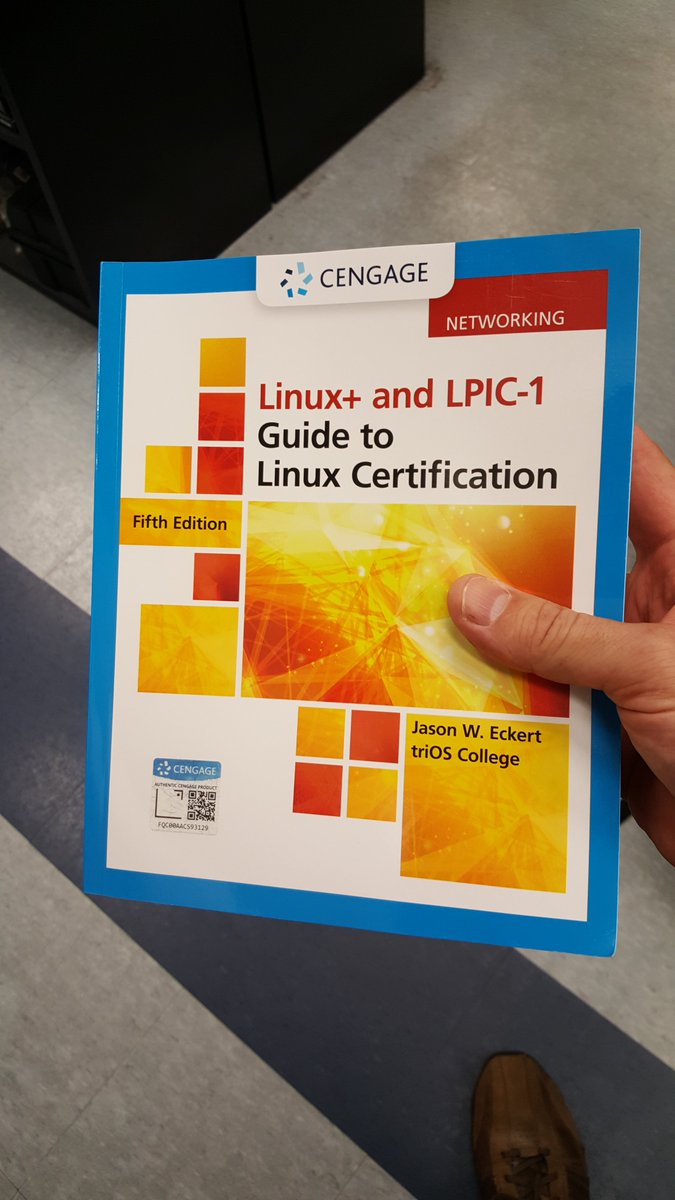 CENGAGE
NETWORKING
Linux+ and LPIC-1
Guide to
Linux Certification
Fifth Edition
Jason W. Eckert
triOS College
CENGAGE
AUTHENTIC CENGAGE PRODUCT
FQC00AACS93129